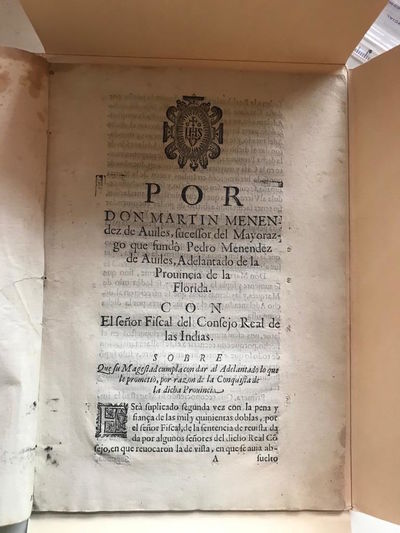 IHS
POR
DON MARTIN MENEN-
dez de Auiles, sucessor del Mayoraz-
go que fundò Pedro Menendez
de Auiles, Adelantado de la
Prouincia de la
Florida.
CON
El señor Fiscal del Consejo Real de
las Indias.
SOBRE
Que su Magestad cumpla con dar al Adelantado lo que
le prometio, por razon de la Conquista de
la dicha Prouincia.
Està suplicado segunda vez con la pena y
fiança de las mil y quinientas doblas, por
el señor Fiscal, de la sentencia de reuista da
da por algunos señores del dicho Real Cõ
sejo, en que reuocaron la de vista, en que se auia ab-
A suelto